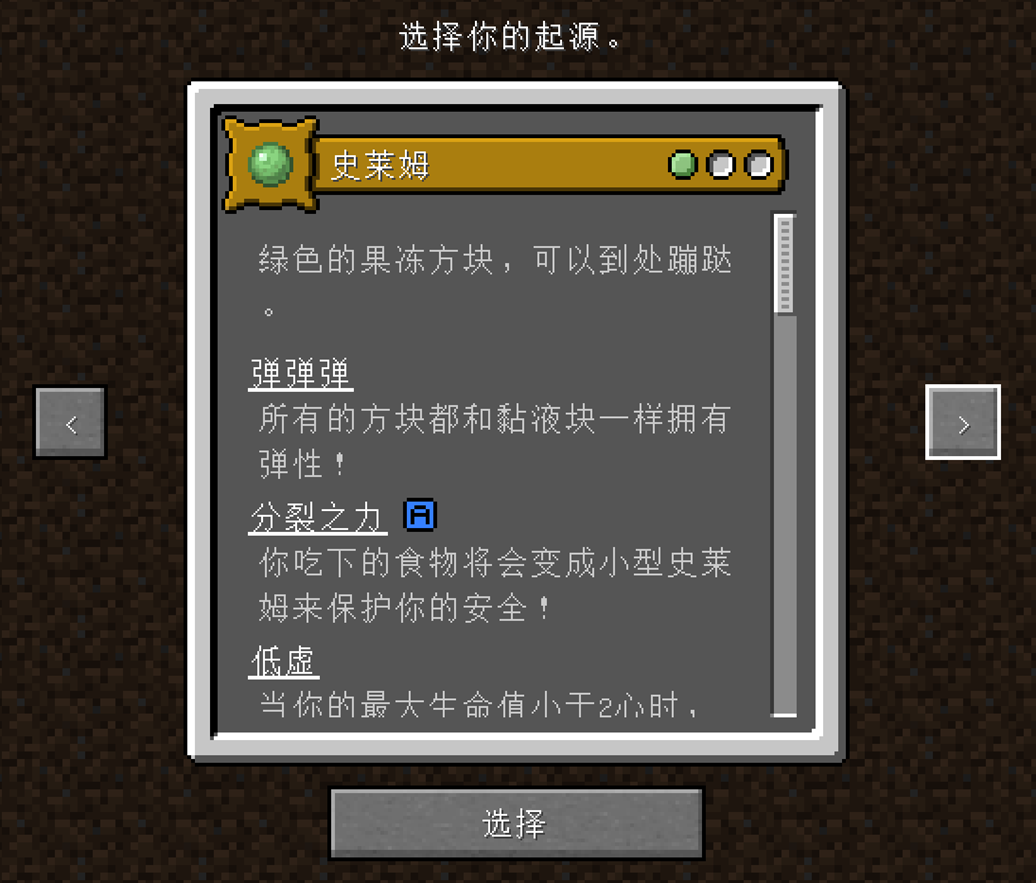 选择你的起源。
史莱姆
绿色的果冻方块，可以到处蹦跶
。
弹弹弹
所有的方块都和黏液块一样拥有
弹性！
分裂之力 A
你吃下的食物将会变成小型史莱
姆来保护你的安全！
低虚
当你的最大生命值小于2心时，
<
>
选择